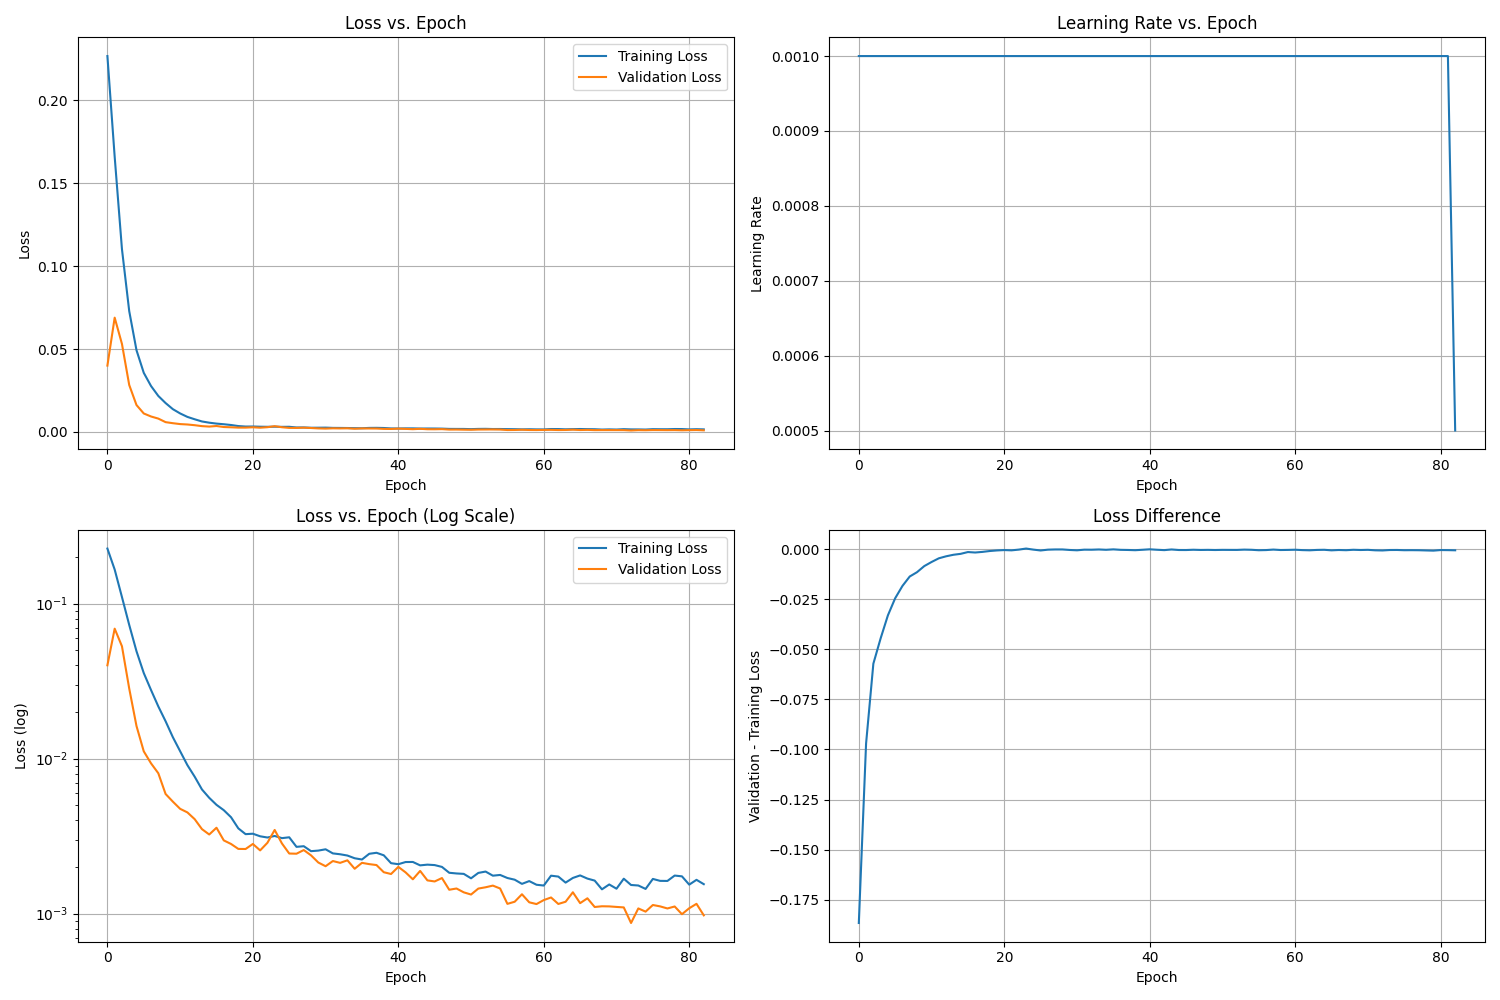 Loss vs. Epoch
Training Loss
Validation Loss
Loss
0.20
0.15
0.10
0.05
0.00
0 20 40 60 80
Epoch
Learning Rate vs. Epoch
Learning Rate
0.0010
0.0009
0.0008
0.0007
0.0006
0.0005
0 20 40 60 80
Epoch
Loss vs. Epoch (Log Scale)
Training Loss
Validation Loss
Loss (log)
10⁻¹
10⁻²
10⁻³
0 20 40 60 80
Epoch
Loss Difference
Validation - Training Loss
0.000
−0.025
−0.050
−0.075
−0.100
−0.125
−0.150
−0.175
0 20 40 60 80
Epoch